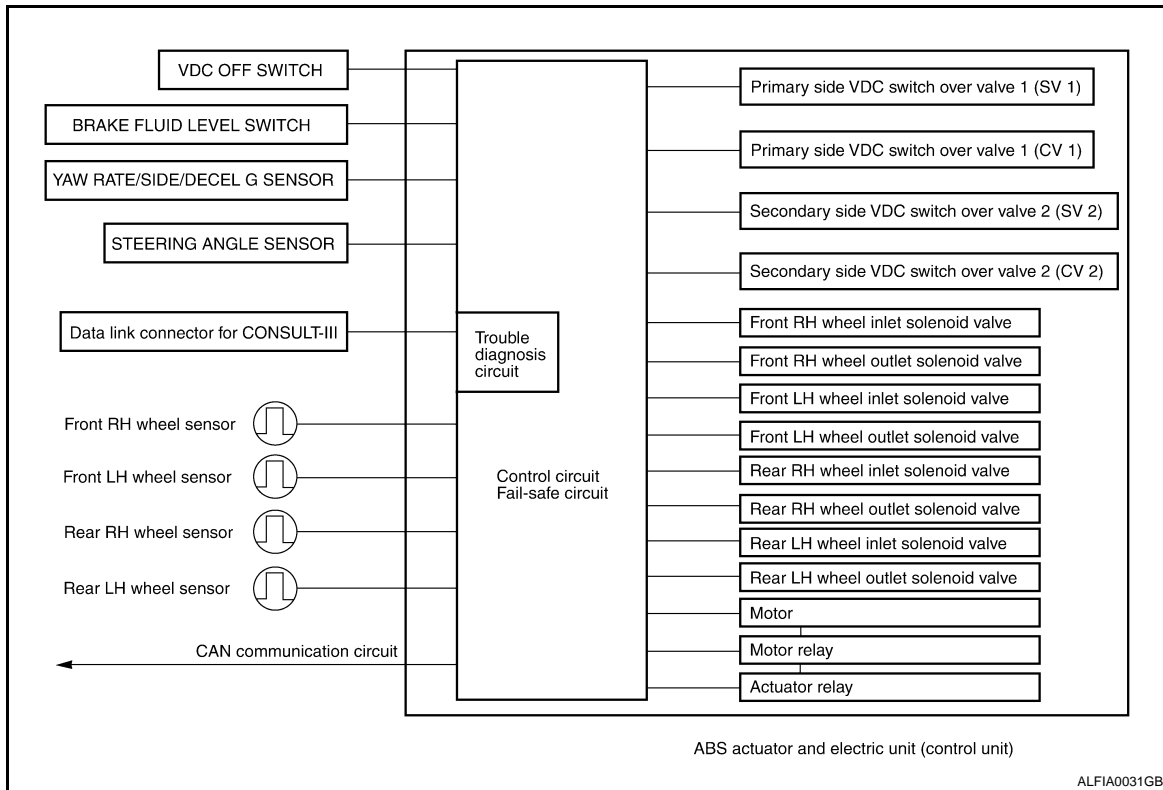 VDC OFF SWITCH
BRAKE FLUID LEVEL SWITCH
YAW RATE/SIDE/DECEL G SENSOR
STEERING ANGLE SENSOR
Data link connector for CONSULT-III
Front RH wheel sensor
Front LH wheel sensor
Rear RH wheel sensor
Rear LH wheel sensor
CAN communication circuit
Trouble
diagnosis
circuit
Control circuit
Fail-safe circuit
Primary side VDC switch over valve 1 (SV 1)
Primary side VDC switch over valve 1 (CV 1)
Secondary side VDC switch over valve 2 (SV 2)
Secondary side VDC switch over valve 2 (CV 2)
Front RH wheel inlet solenoid valve
Front RH wheel outlet solenoid valve
Front LH wheel inlet solenoid valve
Front LH wheel outlet solenoid valve
Rear RH wheel inlet solenoid valve
Rear RH wheel outlet solenoid valve
Rear LH wheel inlet solenoid valve
Rear LH wheel outlet solenoid valve
Motor
Motor relay
Actuator relay
ABS actuator and electric unit (control unit)
ALFIA0031GB